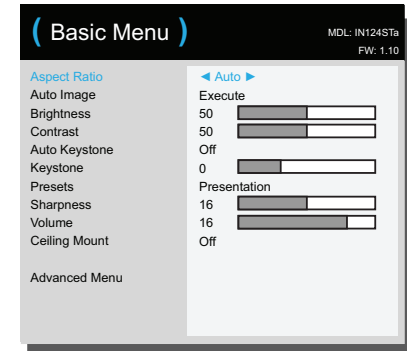 ( Basic Menu )
MDL: IN124STa
FW: 1.10
Aspect Ratio ◄ Auto ►
Auto Image Execute
Brightness 50
Contrast 50
Auto Keystone Off
Keystone 0
Presets Presentation
Sharpness 16
Volume 16
Ceiling Mount Off
Advanced Menu